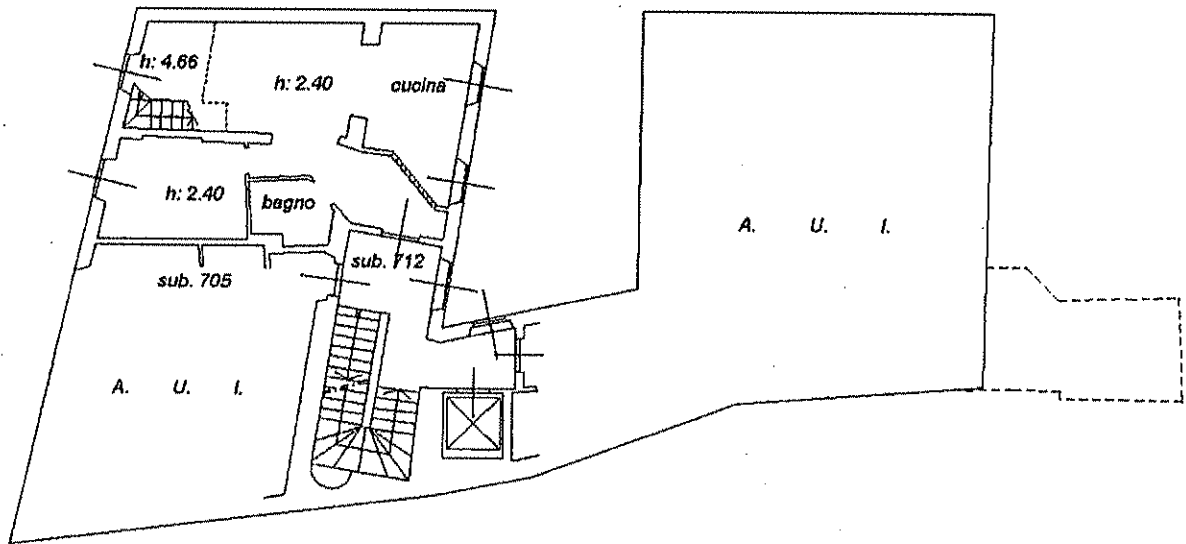 h: 4.66
h: 2.40
cucina
h: 2.40
bagno
A. U. I.
sub. 705
sub. 712
A. U. I.